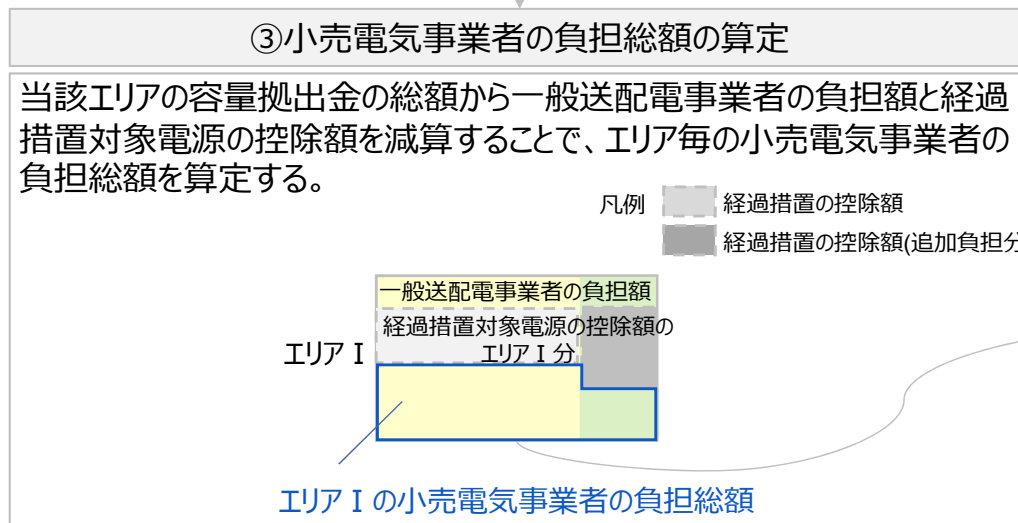 ③小売電気事業者の負担総額の算定
当該エリアの容量拠出金の総額から一般送配電事業者の負担額と経過
措置対象電源の控除額を減算することで、エリア毎の小売電気事業者の
負担総額を算定する。
凡例
経過措置の控除額
経過措置の控除額(追加負担分
一般送配電事業者の負担額
経過措置対象電源の控除額の
エリアⅠ分
エリアⅠ
エリアⅠの小売電気事業者の負担総額